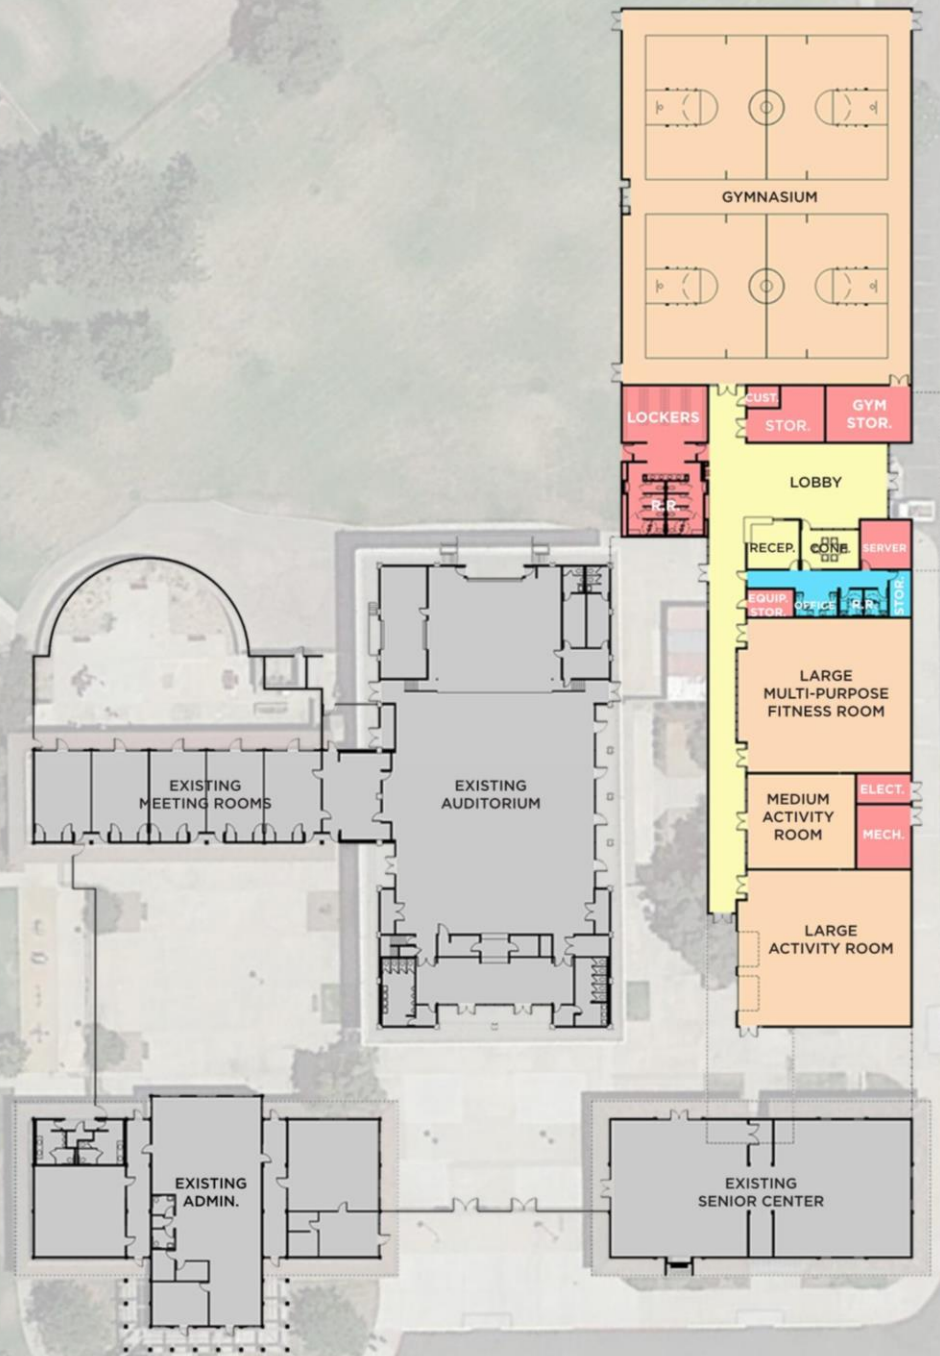 GYMNASIUM
LOCKERS
CUST.
STOR.
GYM
STOR.
LOBBY
R.R.
RECEP.
CONF.
SERVER
EQUIP.
STOR.
OFFICE
R.R.
STOR.
LARGE
MULTI-PURPOSE
FITNESS ROOM
EXISTING
MEETING ROOMS
EXISTING
AUDITORIUM
MEDIUM
ACTIVITY
ROOM
ELECT.
MECH.
LARGE
ACTIVITY ROOM
EXISTING
ADMIN.
EXISTING
SENIOR CENTER